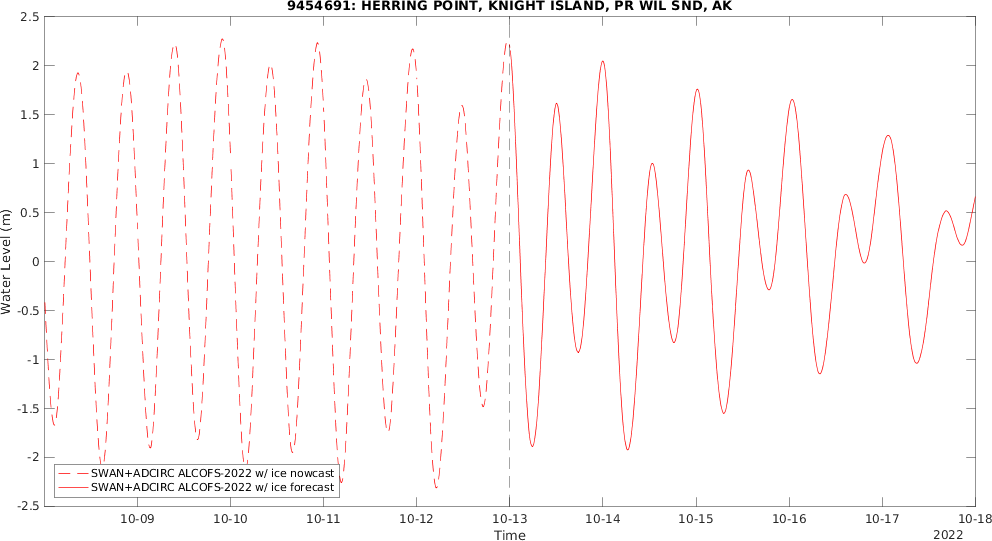 9454691: HERRING POINT, KNIGHT ISLAND, PR WIL SND, AK
2.5
2
1.5
1
0.5
0
-0.5
-1
-1.5
-2
-2.5
Water Level (m)
SWAN+ADCIRC ALCOFS-2022 w/ ice nowcast
SWAN+ADCIRC ALCOFS-2022 w/ ice forecast
10-09 10-10 10-11 10-12 10-13 10-14 10-15 10-16 10-17 10-18
Time
2022